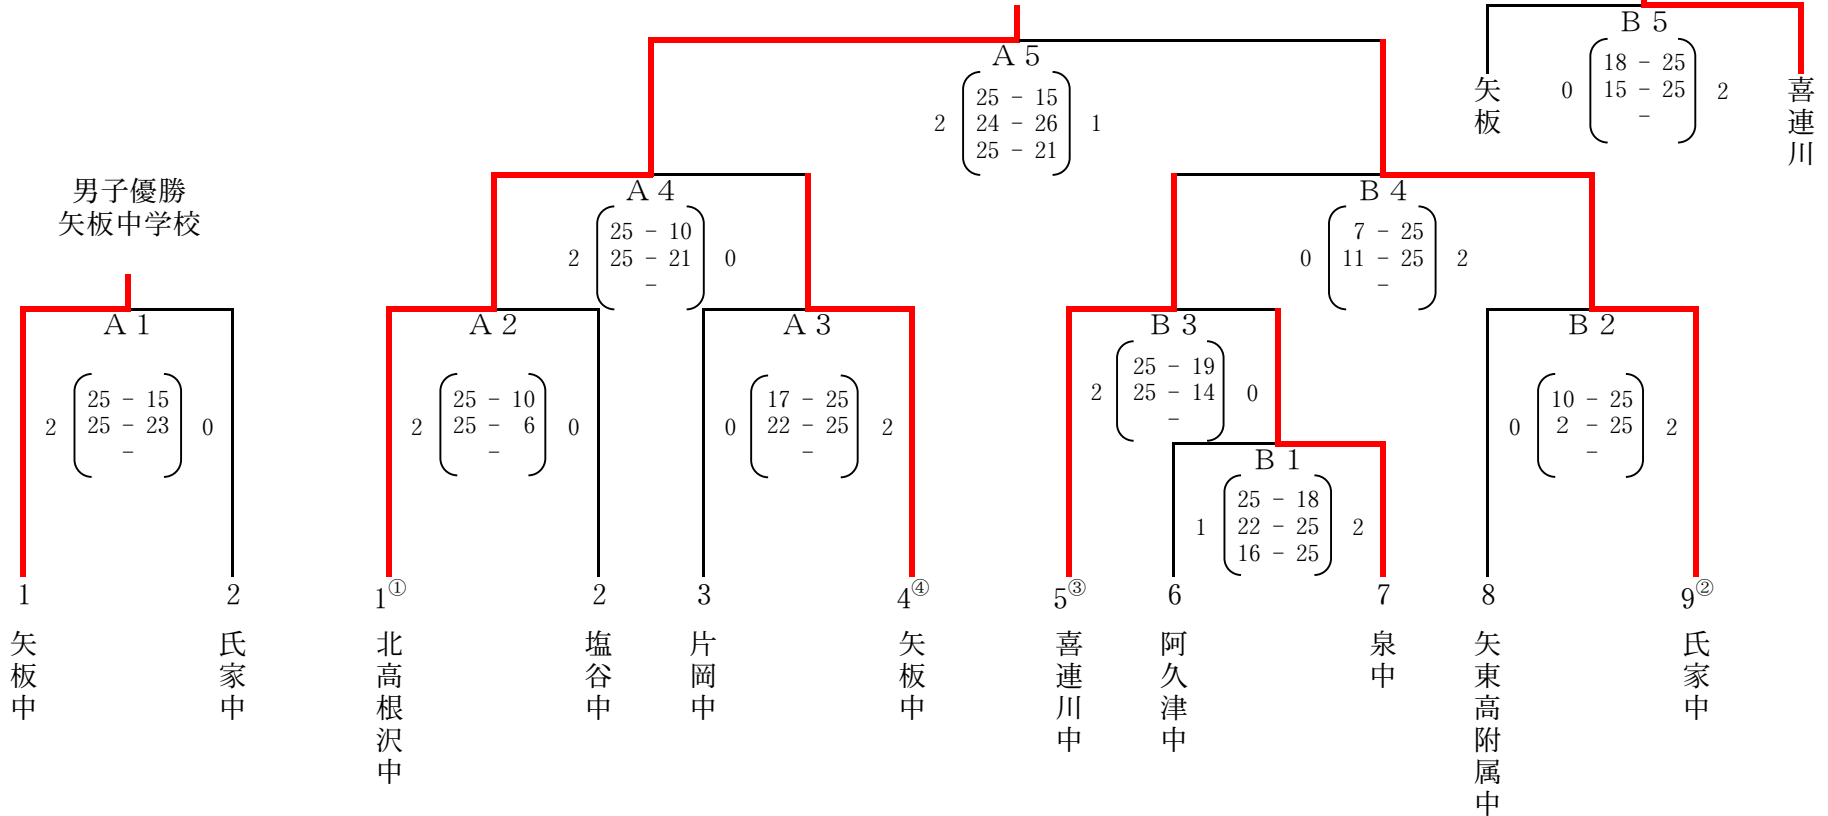 A 5
25 － 15
2 24 － 26 1
25 － 21
B 5
18 － 25
0 15 － 25 2
－
矢板
喜連川
男子優勝
矢板中学校
A 4
25 － 10
2 25 － 21 0
－
B 4
7 － 25
0 11 － 25 2
－
A 1
25 － 15
2 25 － 23 0
－
A 2
25 － 10
2 25 － 6 0
－
A 3
17 － 25
0 22 － 25 2
－
B 3
25 － 19
2 25 － 14 0
－
B 2
10 － 25
0 2 － 25 2
－
B 1
25 － 18
1 22 － 25 2
16 － 25
1 2 1① 2 3 4④ 5③ 6 7 8 9②
矢板中
氏家中
北高根沢中
塩谷中
片岡中
矢板中
喜連川中
阿久津中
泉中
矢東高附属中
氏家中